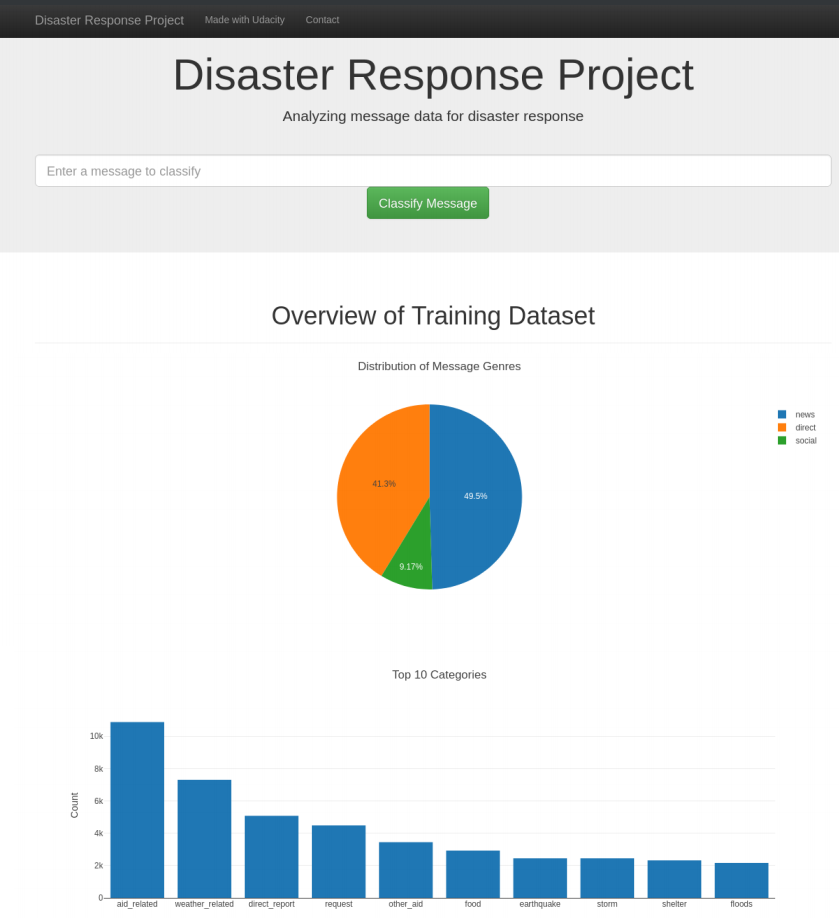 Disaster Response Project Made with Udacity Contact
Disaster Response Project
Analyzing message data for disaster response
Enter a message to classify
Classify Message
Overview of Training Dataset
Distribution of Message Genres
news
direct
social
41.3%
49.5%
9.17%
Top 10 Categories
10k
8k
6k
4k
2k
0
Count
aid_related weather_related direct_report request other_aid food earthquake storm shelter floods